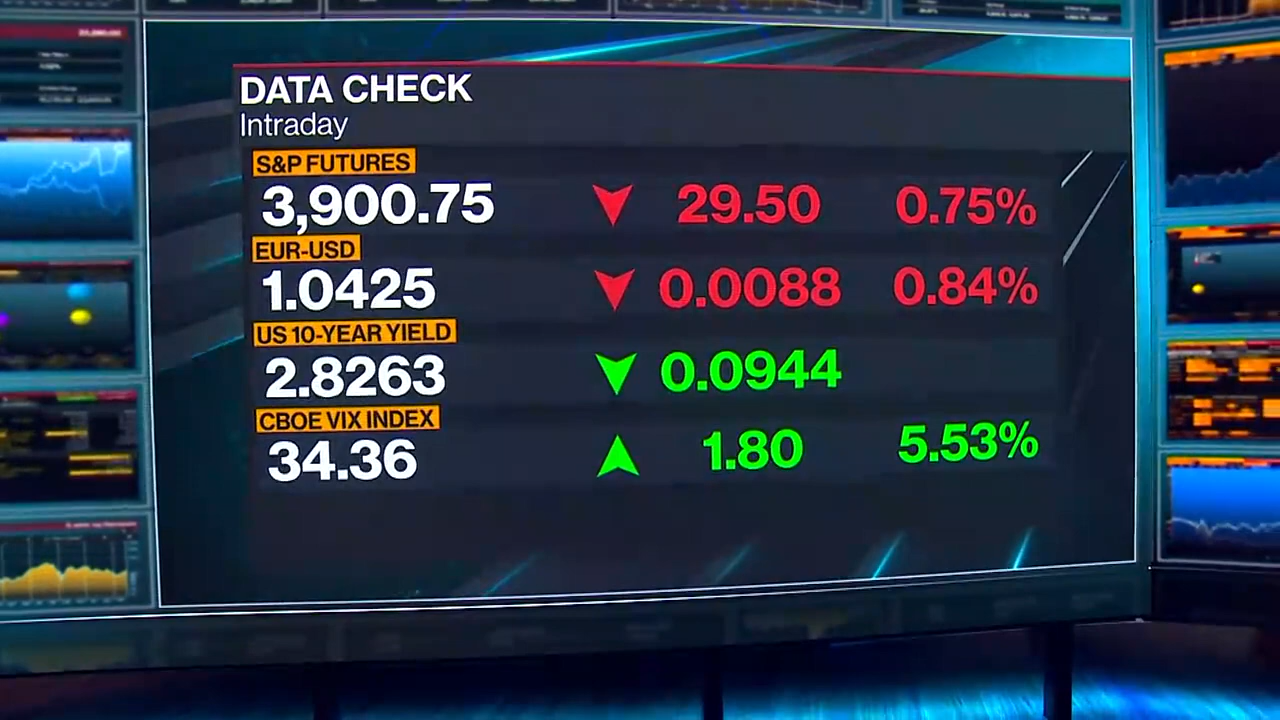 DATA CHECK
Intraday
S&P FUTURES
3,900.75 ▼ 29.50 0.75%
EUR-USD
1.0425 ▼ 0.0088 0.84%
US 10-YEAR YIELD
2.8263 ▼ 0.0944
CBOE VIX INDEX
34.36 ▲ 1.80 5.53%